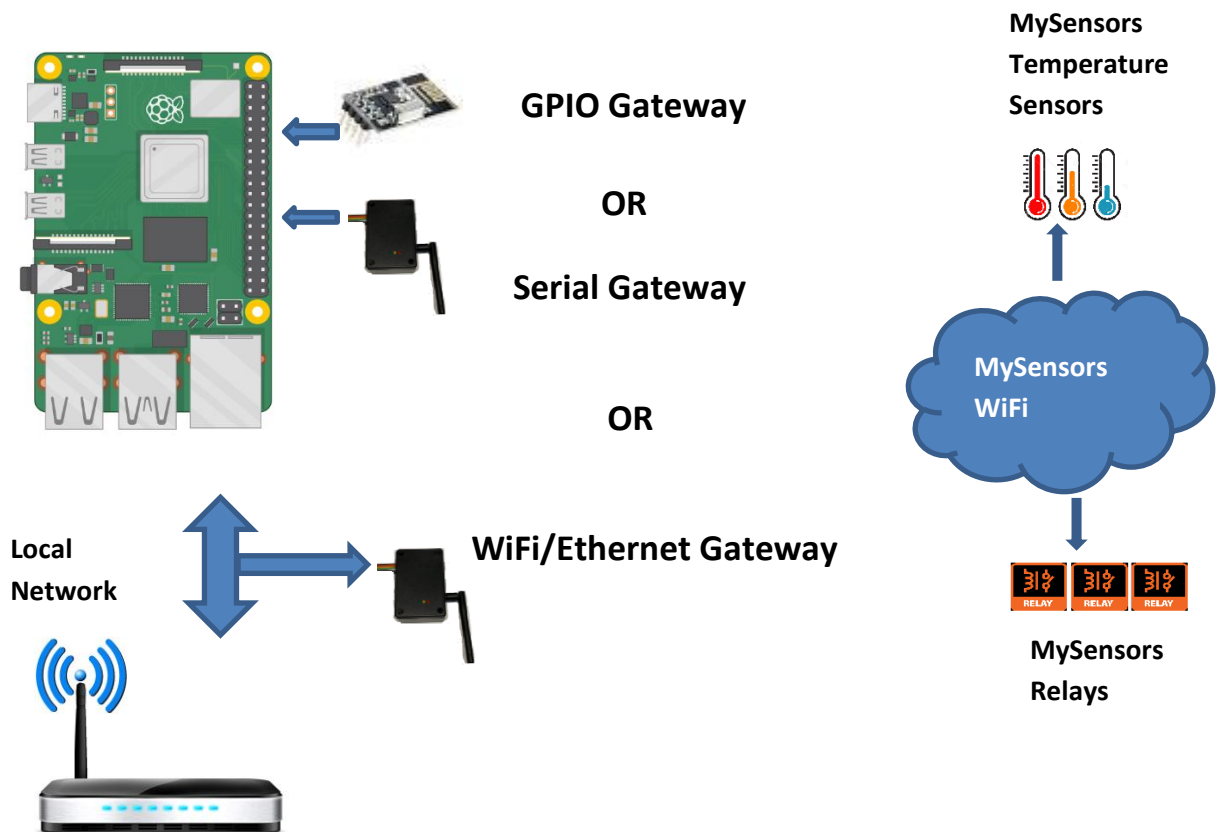 GPIO Gateway
OR
Serial Gateway
OR
WiFi/Ethernet Gateway
Local
Network
MySensors
Temperature
Sensors
MySensors
WiFi
RELAY
RELAY
RELAY
MySensors
Relays